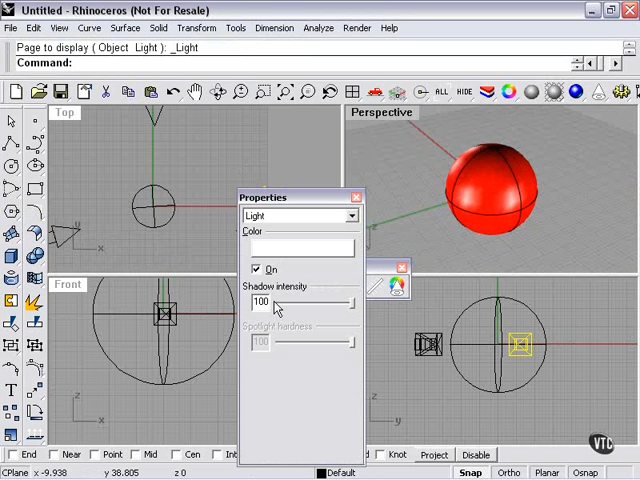 Untitled - Rhinoceros (Not For Resale)
File Edit View Curve Surface Solid Transform Tools Dimension Analyze Render Help
Page to display ( Object Light ): _Light
Command:
ALL HIDE
Top
Perspective
Properties
Light
Color
On
Shadow intensity
100
Spotlight hardness
100
Front
x
y
z
x
z
y
VTC
End Near Point Mid Cen Int Knot Project Disable
CPlane x -9.938 y 38.805 z 0 Default Snap Ortho Planar Osnap